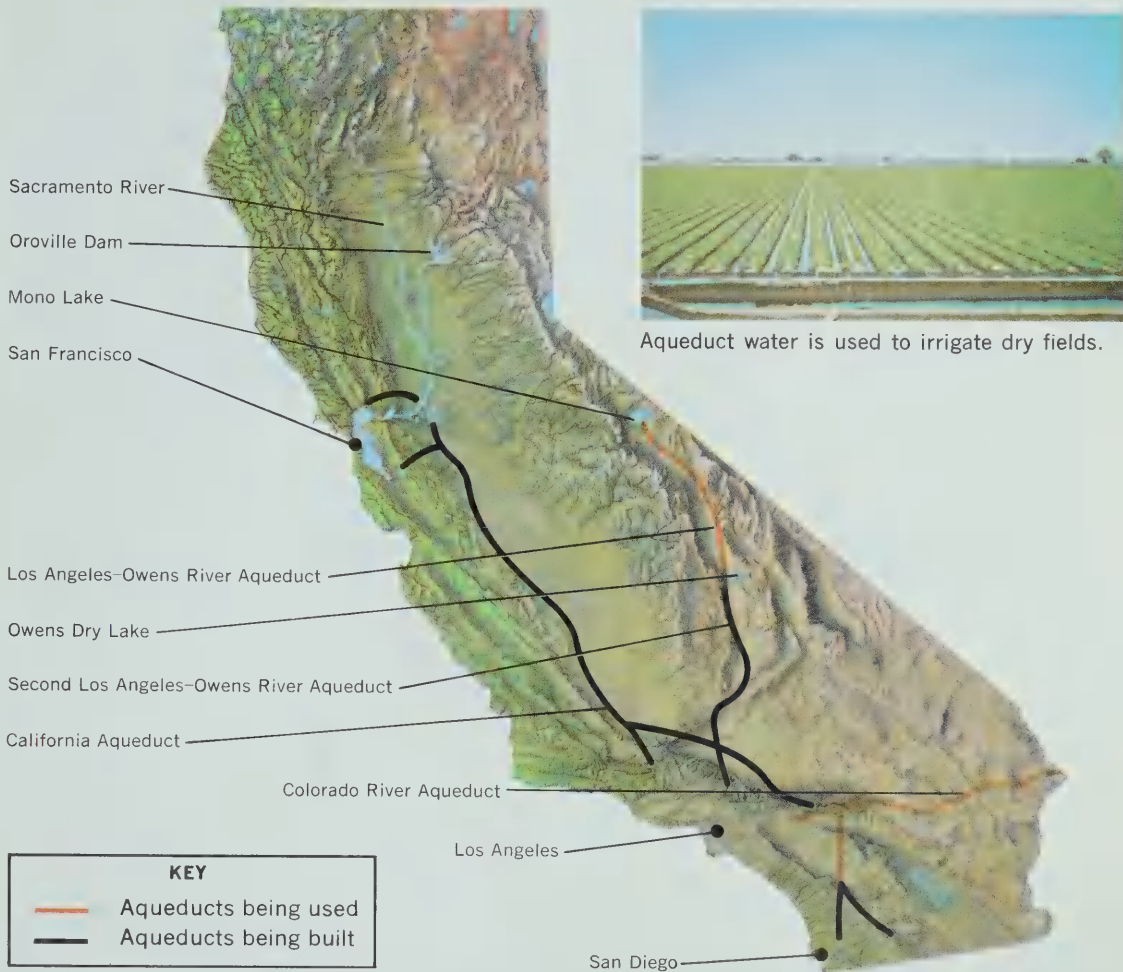 Sacramento River
Oroville Dam
Mono Lake
San Francisco
Aqueduct water is used to irrigate dry fields.
Los Angeles–Owens River Aqueduct
Owens Dry Lake
Second Los Angeles–Owens River Aqueduct
California Aqueduct
Colorado River Aqueduct
Los Angeles
KEY
Aqueducts being used
Aqueducts being built
San Diego